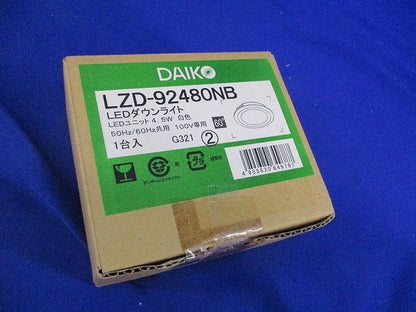 DAIKO
LZD-92480NB
LEDダウンライト
LEDユニット4.5W 白色
50Hz/60Hz共用 100V専用 60°
1台入 G321 ②